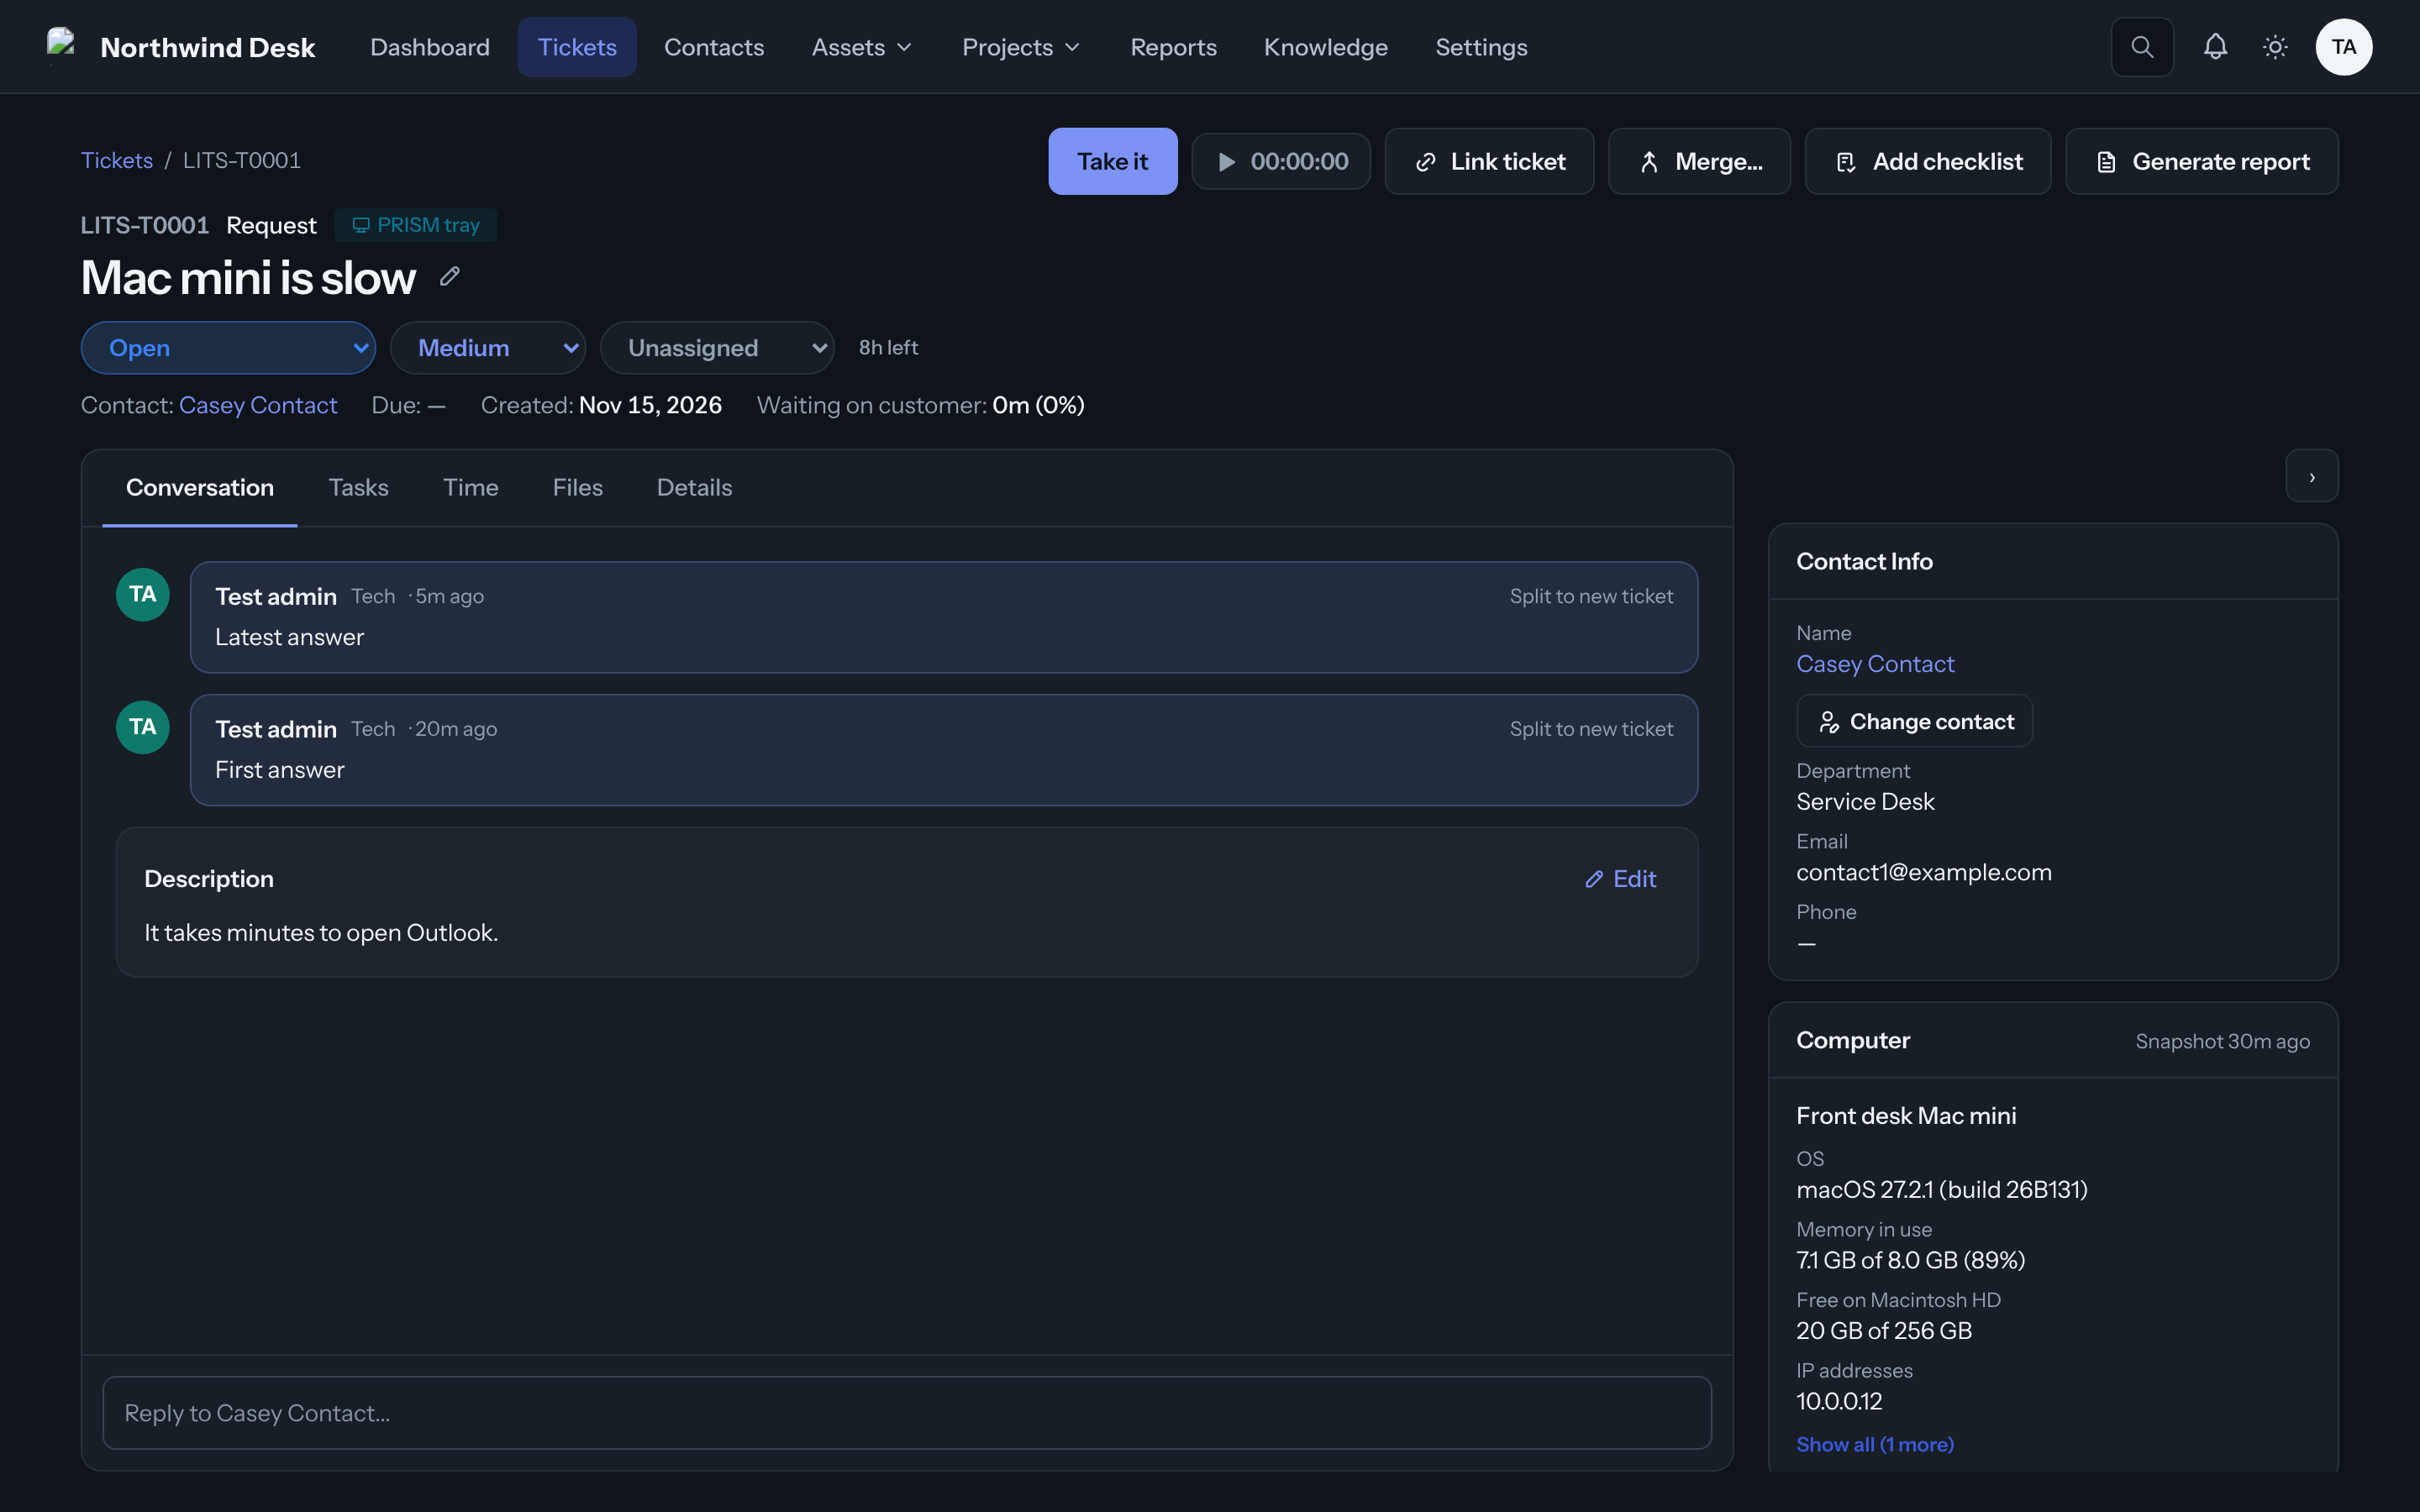 Northwind Desk Dashboard Tickets Contacts Assets Projects Reports Knowledge Settings TA
Tickets / LITS-T0001
Take it 00:00:00 Link ticket Merge... Add checklist Generate report
LITS-T0001 Request PRISM tray
Mac mini is slow
Open Medium Unassigned 8h left
Contact: Casey Contact Due: — Created: Nov 15, 2026 Waiting on customer: 0m (0%)
Conversation Tasks Time Files Details
TA Test admin Tech · 5m ago Split to new ticket
Latest answer
TA Test admin Tech · 20m ago Split to new ticket
First answer
Description Edit
It takes minutes to open Outlook.
Reply to Casey Contact...
Contact Info
Name
Casey Contact
Change contact
Department
Service Desk
Email
contact1@example.com
Phone
—
Computer Snapshot 30m ago
Front desk Mac mini
OS
macOS 27.2.1 (build 26B131)
Memory in use
7.1 GB of 8.0 GB (89%)
Free on Macintosh HD
20 GB of 256 GB
IP addresses
10.0.0.12
Show all (1 more)